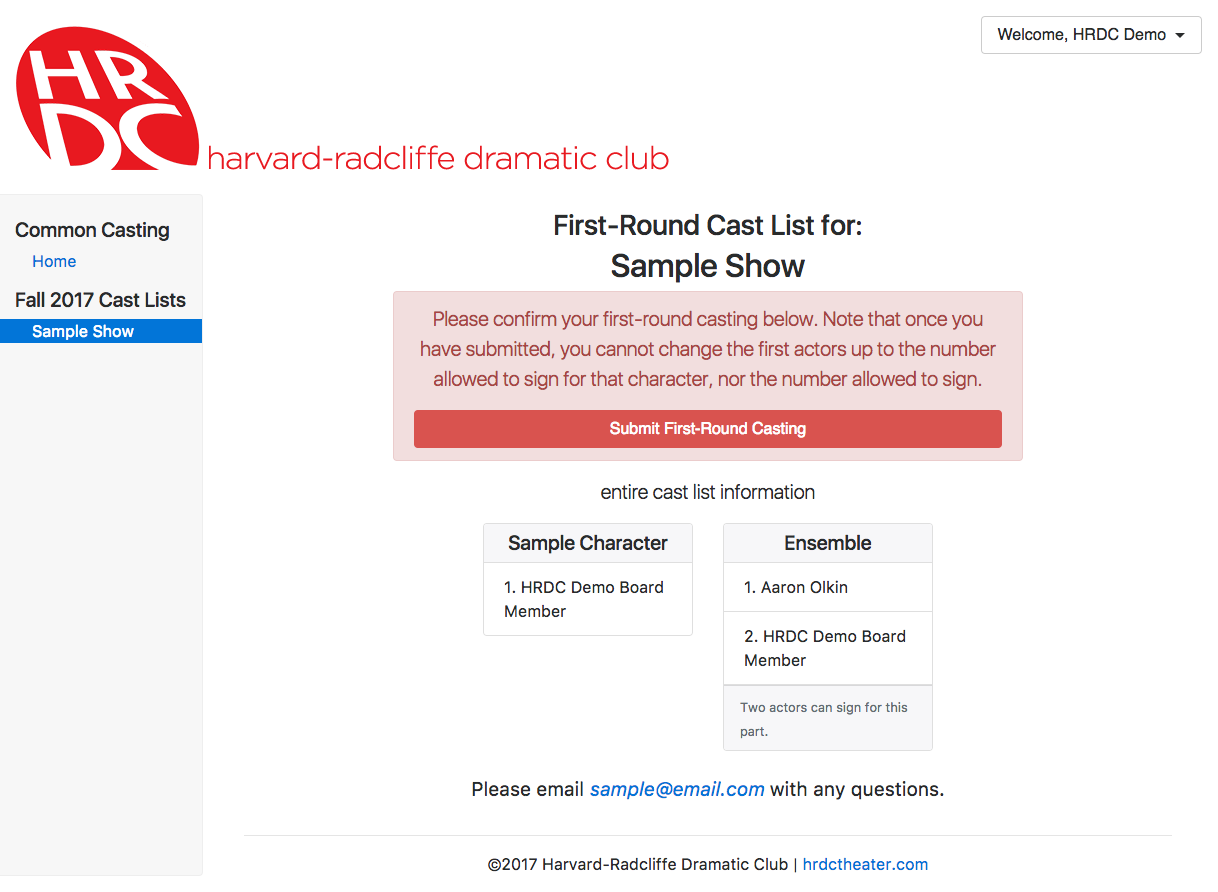 HR
DC
harvard-radcliffe dramatic club
Welcome, HRDC Demo
Common Casting
Home
Fall 2017 Cast Lists
Sample Show
First-Round Cast List for:
Sample Show
Please confirm your first-round casting below. Note that once you
have submitted, you cannot change the first actors up to the number
allowed to sign for that character, nor the number allowed to sign.
Submit First-Round Casting
entire cast list information
Sample Character
1. HRDC Demo Board
Member
Ensemble
1. Aaron Olkin
2. HRDC Demo Board
Member
Two actors can sign for this
part.
Please email sample@email.com with any questions.
©2017 Harvard-Radcliffe Dramatic Club | hrdctheater.com